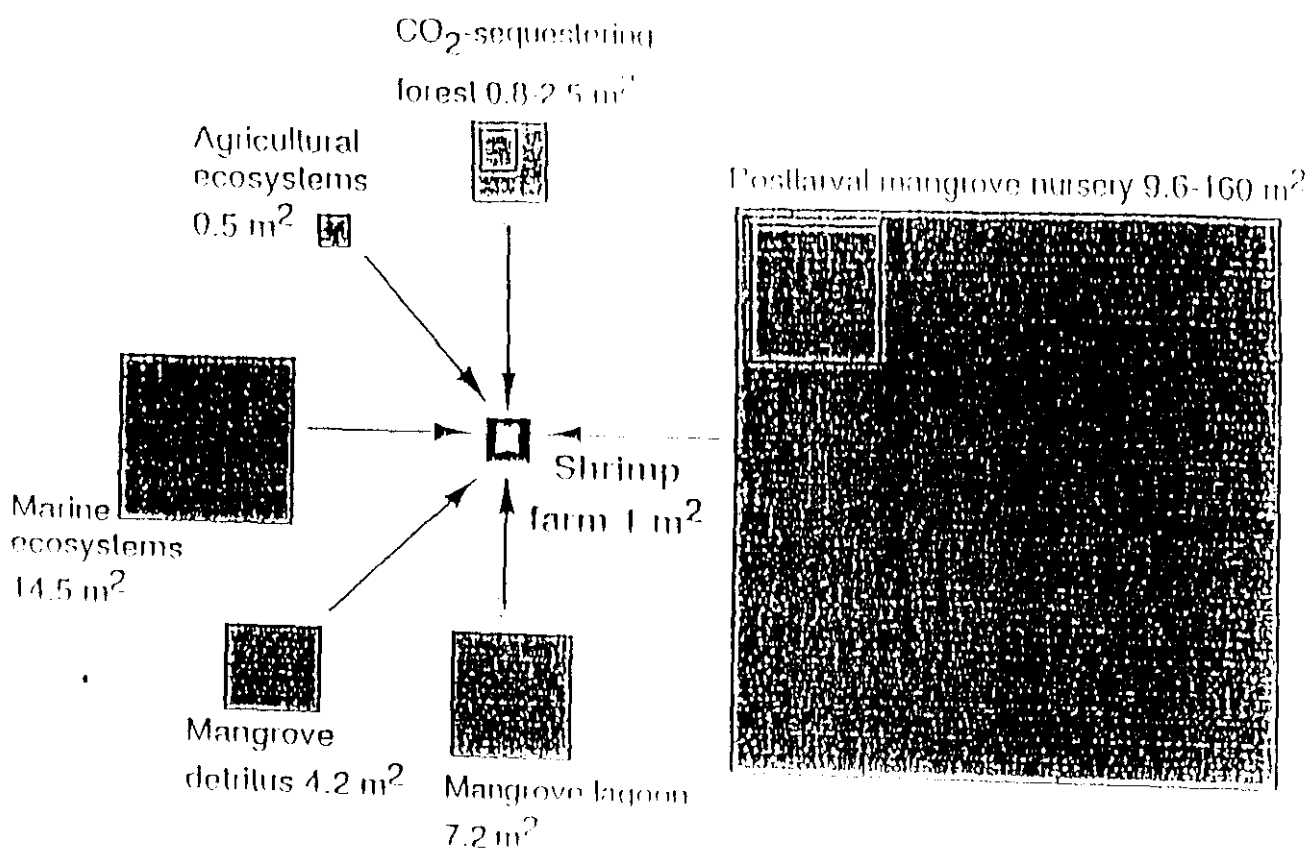 CO2-sequestering
forest 0.8-2.5 m2
Agricultural
ecosystems
0.5 m2
Postlarval mangrove nursery 9.6-160 m2
Shrimp
farm 1 m2
Marine
ecosystems
14.5 m2
Mangrove
detritus 4.2 m2
Mangrove lagoon
7.2 m2